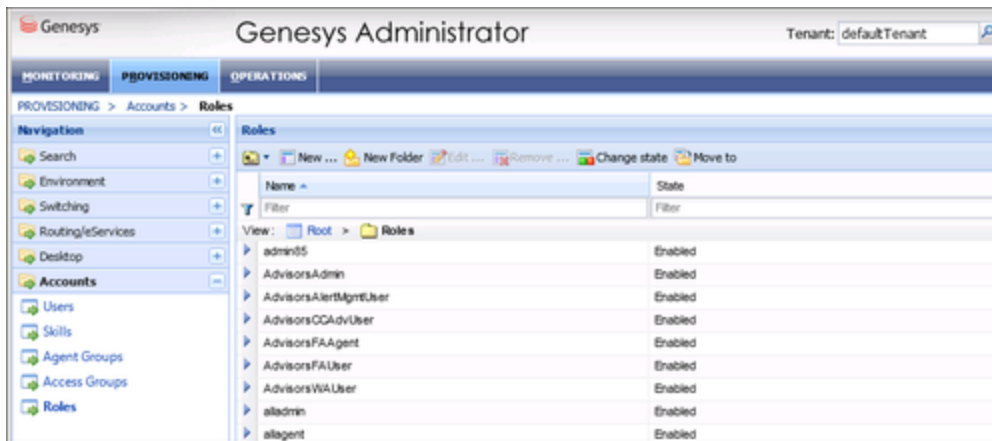 Genesys
Genesys Administrator
Tenant: defaultTenant
MONITORING PROVISIONING OPERATIONS
PROVISIONING > Accounts > Roles
Navigation
Search
Environment
Switching
Routing/eServices
Desktop
Accounts
Users
Skills
Agent Groups
Access Groups
Roles
Roles
New ... New Folder Edit ... Remove ... Change state Move to
Name State
Filter Filter
View: Root > Roles
admin85 Enabled
AdvisorsAdmin Enabled
AdvisorsAlertMgmtUser Enabled
AdvisorsCCAdvUser Enabled
AdvisorsFAAgent Enabled
AdvisorsFAUser Enabled
AdvisorsWAUser Enabled
alladmin Enabled
allagent Enabled